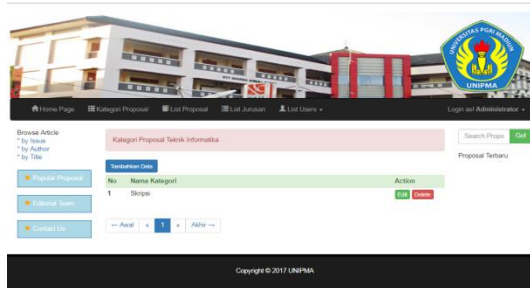 UNIVERSITAS PGRI MADIUN
UNIPMA
Home Page Kategori Proposal List Proposal List Jurusan List Users Login as! Administrator
Browse Article
* by Issue
* by Author
* by Title
Popular Proposal
Editorial Team
Contact Us
Kategori Proposal Teknik Informatika
Tambahkan Data
No Nama Kategori Action
1 Skripsi Edit Delete
← Awal « 1 » Akhir →
Search Prope Get
Proposal Terbaru
Copyright © 2017 UNIPMA